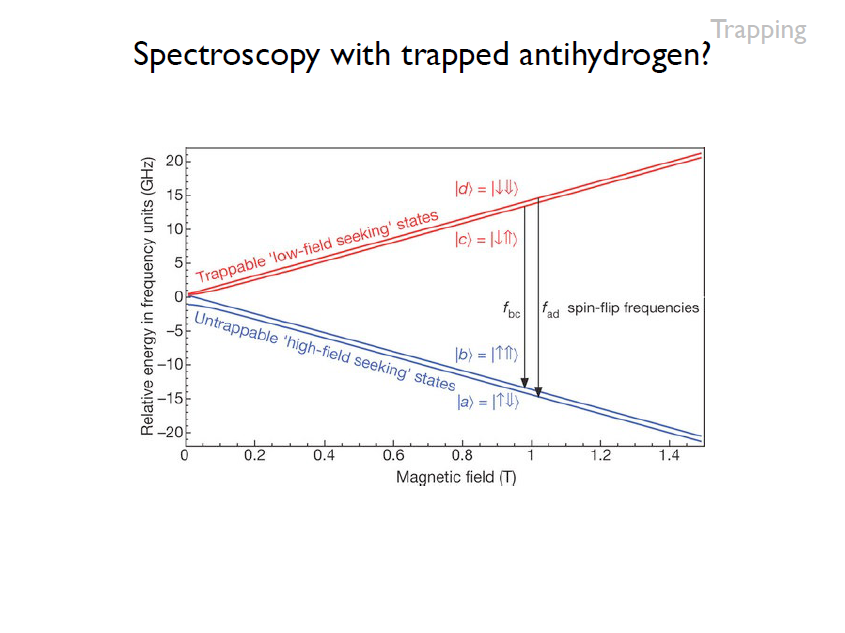 Trapping
Spectroscopy with trapped antihydrogen?
Relative energy in frequency units (GHz)
20
15
10
5
0
−5
−10
−15
−20
|d⟩ = |↓⇓⟩
Trappable 'low-field seeking' states
|c⟩ = |↓⇑⟩
f_bc f_ad spin-flip frequencies
Untrappable 'high-field seeking' states
|b⟩ = |↑⇑⟩
|a⟩ = |↑⇓⟩
0 0.2 0.4 0.6 0.8 1 1.2 1.4
Magnetic field (T)